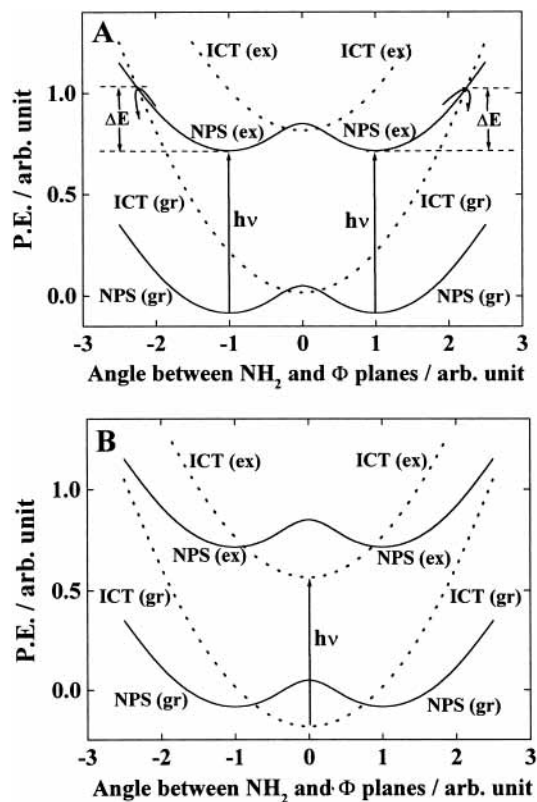 A
ICT (ex) ICT (ex)
1.0
ΔE ΔE
NPS (ex) NPS (ex)
P.E. / arb. unit
0.5
ICT (gr) ICT (gr)
hν hν
0.0
NPS (gr) NPS (gr)
-3 -2 -1 0 1 2 3
Angle between NH₂ and Φ planes / arb. unit
B
ICT (ex) ICT (ex)
1.0
NPS (ex) NPS (ex)
P.E. / arb. unit
0.5
ICT (gr) ICT (gr)
hν
0.0
NPS (gr) NPS (gr)
-3 -2 -1 0 1 2 3
Angle between NH₂ and Φ planes / arb. unit